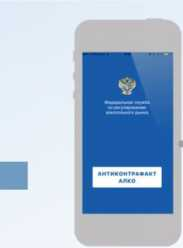 Федеральная служба
по регулированию
алкогольного рынка
АНТИКОНТРАФАКТ
АЛКО